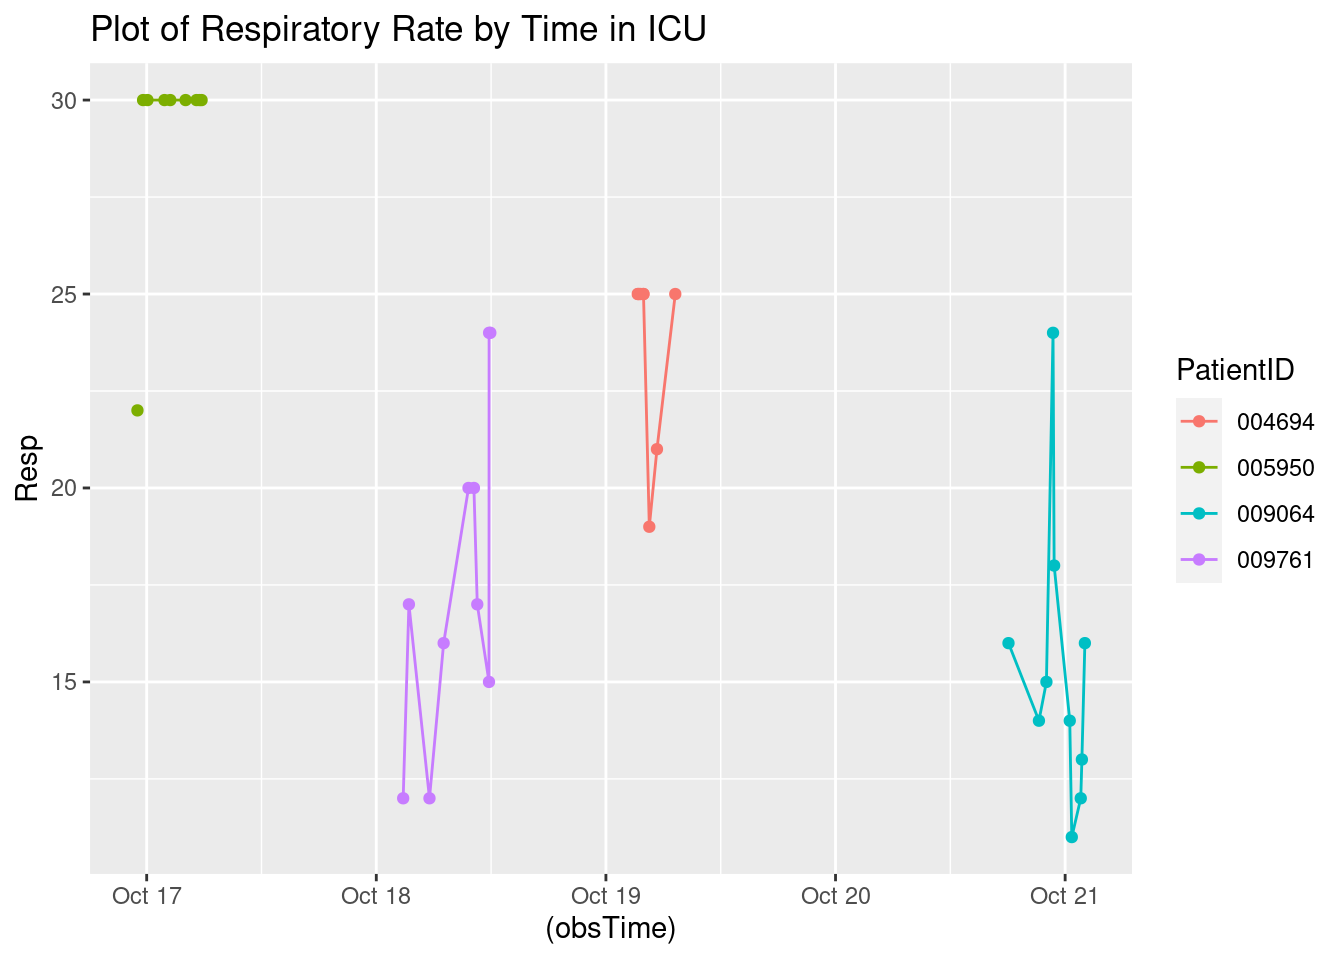 Plot of Respiratory Rate by Time in ICU
30
25
20
15
Resp
Oct 17
Oct 18
Oct 19
Oct 20
Oct 21
(obsTime)
PatientID
004694
005950
009064
009761